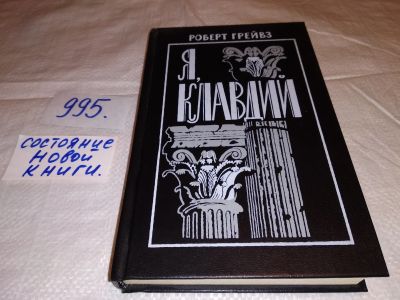 995.
СОСТОЯНИЕ
НОВОЙ
КНИГИ.
РОБЕРТ ГРЕЙВЗ
Я,
КЛАВДИЙ